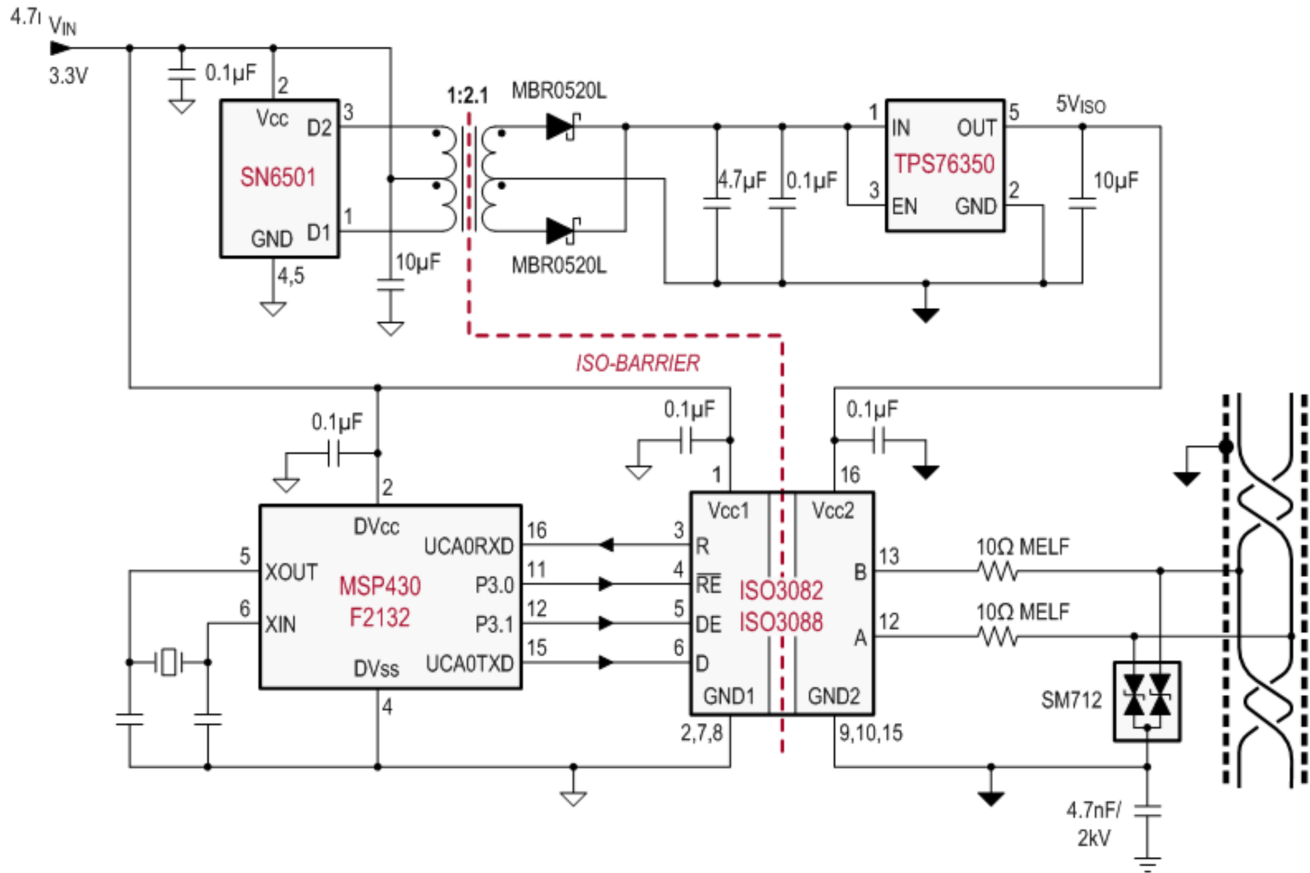 4.7
V_IN
3.3V
0.1µF
2
Vcc
D2
3
SN6501
D1
1
GND
4,5
10µF
1:2.1
MBR0520L
MBR0520L
4.7µF
0.1µF
1
IN
OUT
5
TPS76350
3
EN
GND
2
5V_ISO
10µF
ISO-BARRIER
0.1µF
0.1µF
0.1µF
2
DVcc
5
XOUT
6
XIN
MSP430
F2132
UCA0RXD
16
P3.0
11
P3.1
12
UCA0TXD
15
DVss
4
1
Vcc1
3
R
4
R̅E̅
5
DE
6
D
GND1
2,7,8
16
Vcc2
ISO3082
ISO3088
B
13
A
12
GND2
9,10,15
10Ω MELF
10Ω MELF
SM712
4.7nF/
2kV